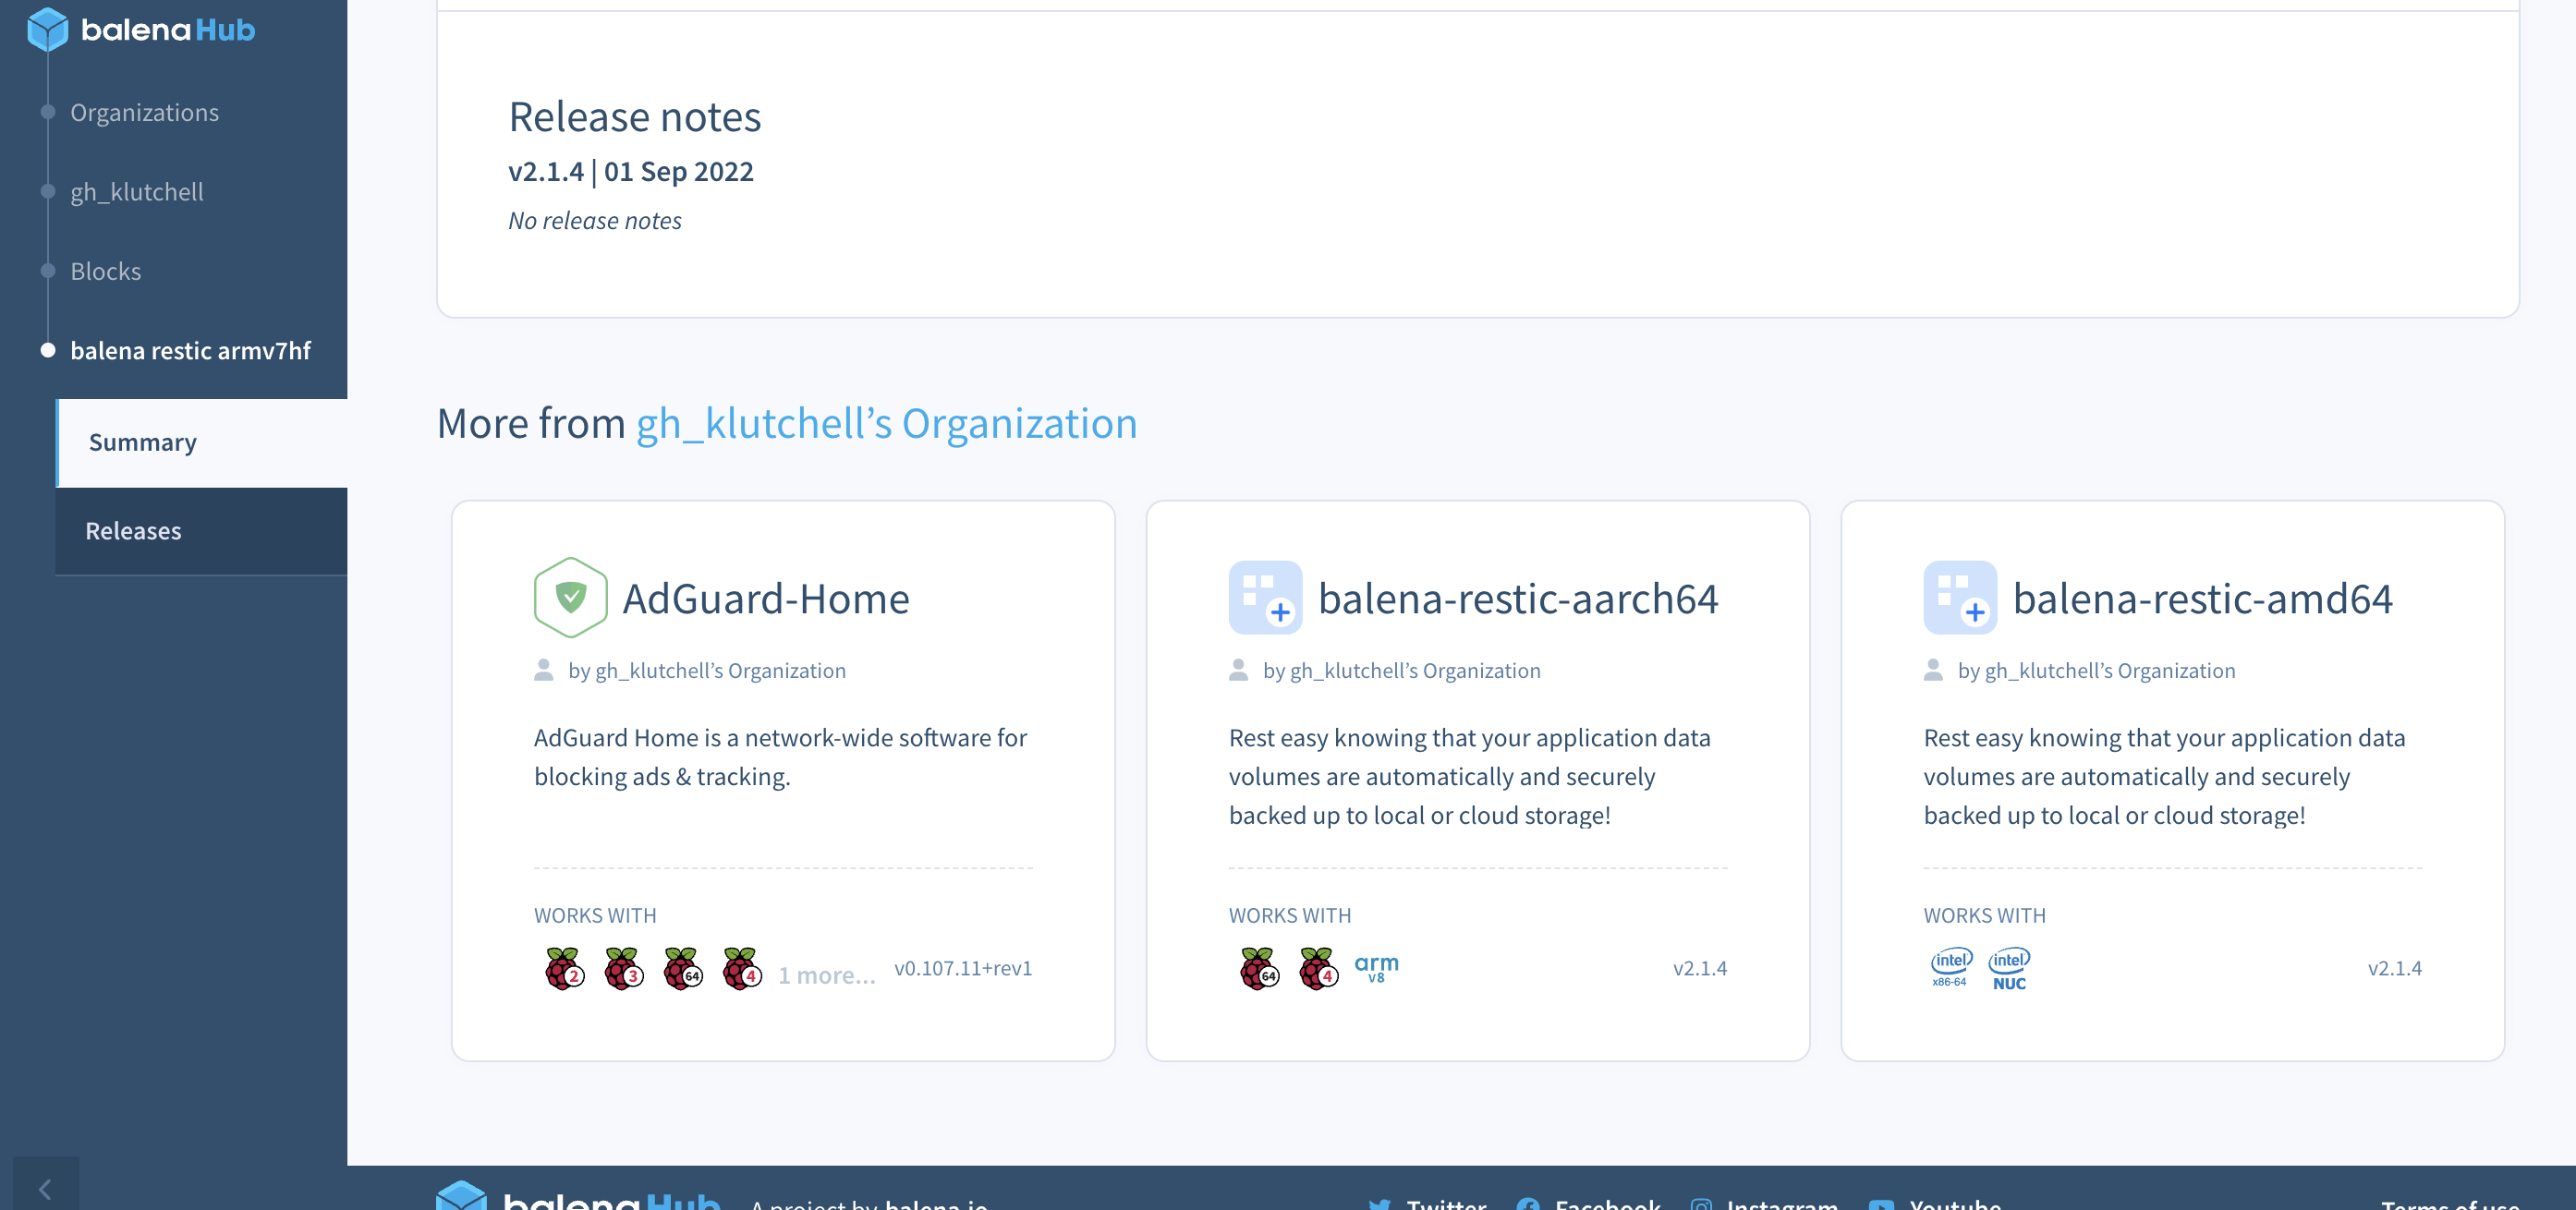 balenaHub
Organizations
gh_klutchell
Blocks
balena restic armv7hf
Summary
Releases
Release notes
v2.1.4 | 01 Sep 2022
No release notes
More from gh_klutchell’s Organization
AdGuard-Home
by gh_klutchell’s Organization
AdGuard Home is a network-wide software for
blocking ads & tracking.
WORKS WITH
2 3 64 4 1 more... v0.107.11+rev1
balena-restic-aarch64
by gh_klutchell’s Organization
Rest easy knowing that your application data
volumes are automatically and securely
backed up to local or cloud storage!
WORKS WITH
64 4 arm v8 v2.1.4
balena-restic-amd64
by gh_klutchell’s Organization
Rest easy knowing that your application data
volumes are automatically and securely
backed up to local or cloud storage!
WORKS WITH
intel x86-64 intel NUC v2.1.4
balenaHub A project by balena.io Twitter Facebook Instagram Youtube Terms of use